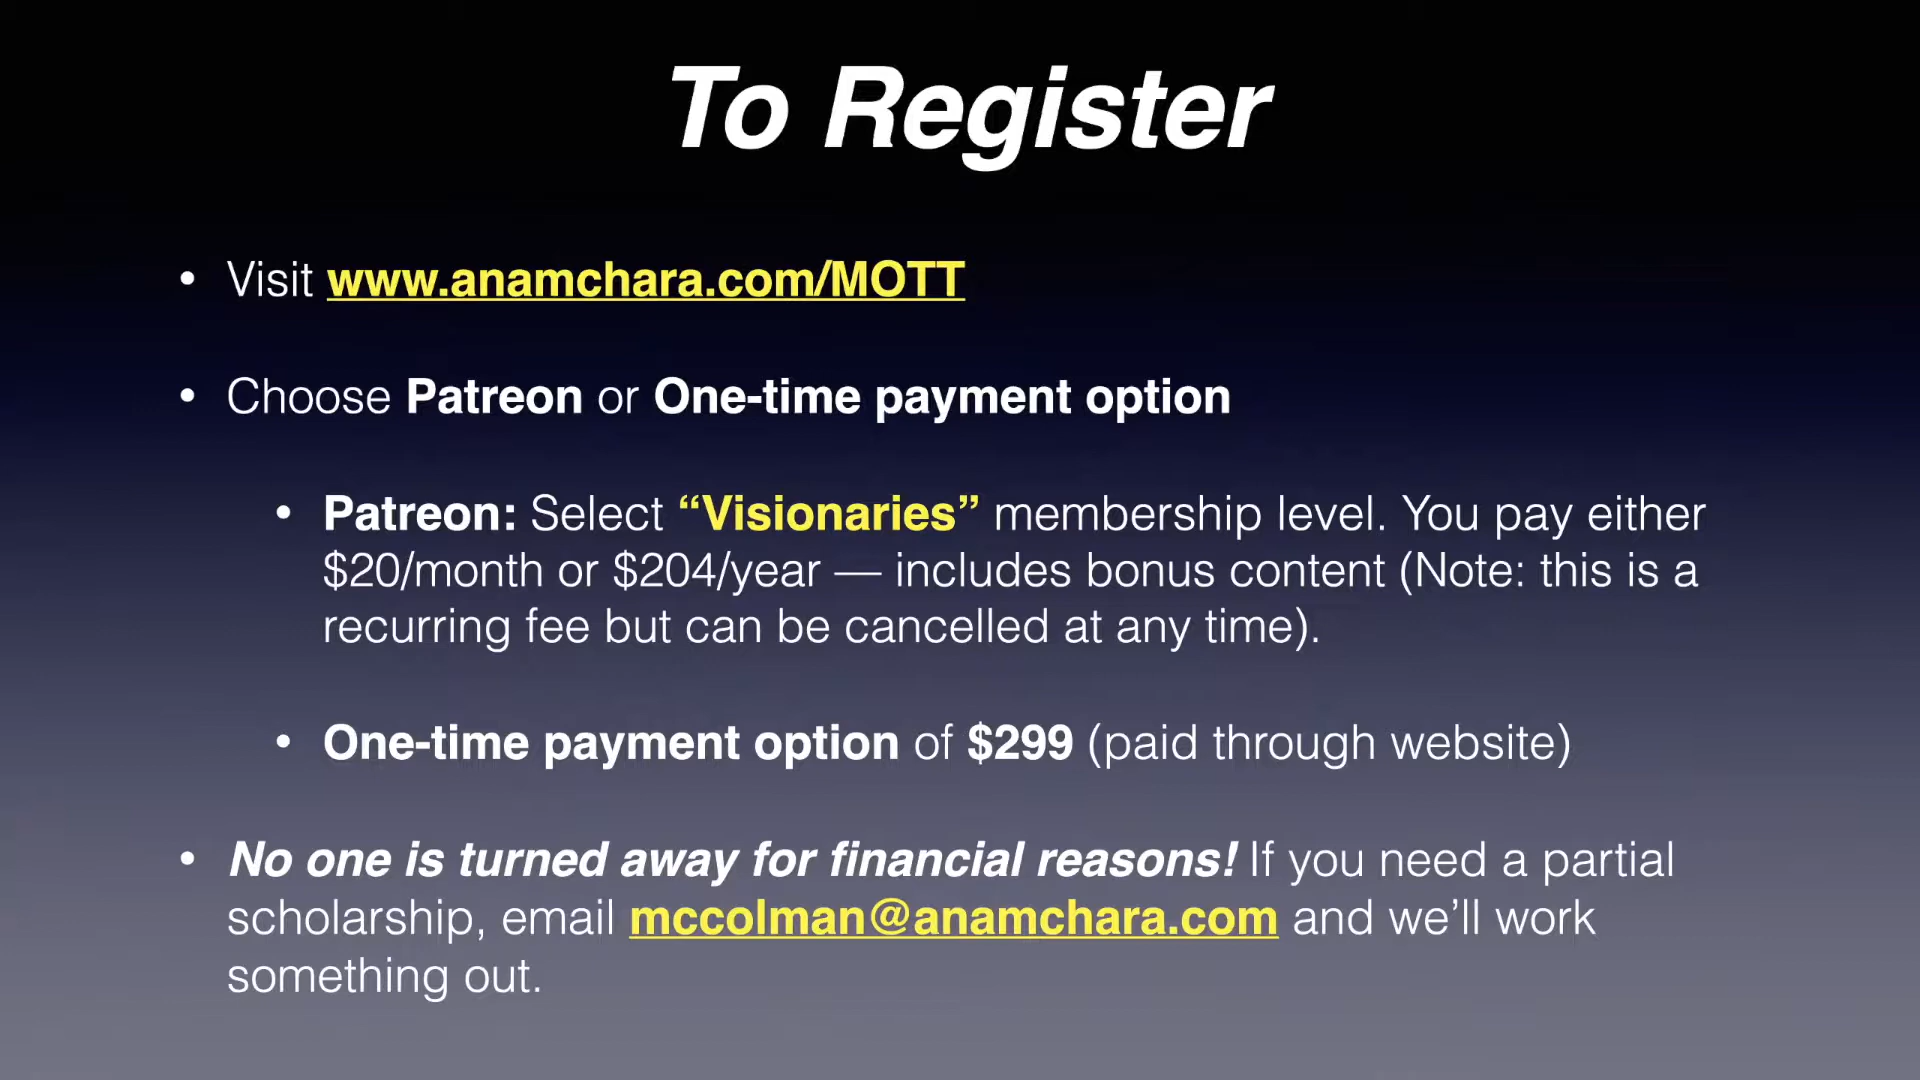 To Register
• Visit www.anamchara.com/MOTT
• Choose Patreon or One-time payment option
• Patreon: Select “Visionaries” membership level. You pay either
$20/month or $204/year — includes bonus content (Note: this is a
recurring fee but can be cancelled at any time).
• One-time payment option of $299 (paid through website)
• No one is turned away for financial reasons! If you need a partial
scholarship, email mccolman@anamchara.com and we’ll work
something out.